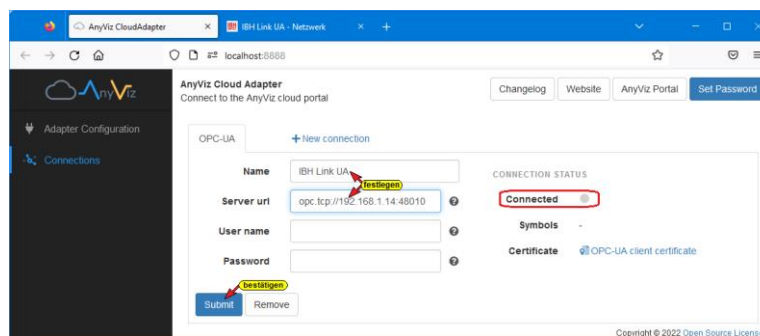 AnyViz CloudAdapter
IBH Link UA - Netzwerk
localhost:8888
AnyViz
Adapter Configuration
Connections
AnyViz Cloud Adapter
Connect to the AnyViz cloud portal
Changelog
Website
AnyViz Portal
Set Password
OPC-UA
+ New connection
Name
IBH Link UA
festlegen
Server url
opc.tcp://192.168.1.14:48010
User name
Password
bestätigen
Submit
Remove
CONNECTION STATUS
Connected
Symbols -
Certificate
OPC-UA client certificate
Copyright © 2022 Open Source License